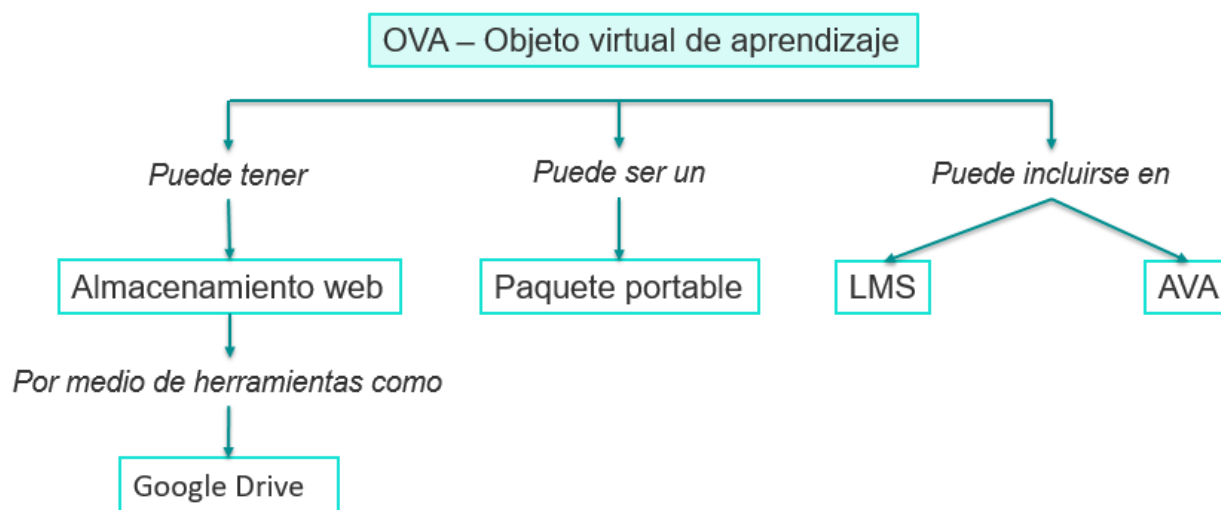 OVA – Objeto virtual de aprendizaje
Puede tener
Puede ser un
Puede incluirse en
Almacenamiento web
Paquete portable
LMS
AVA
Por medio de herramientas como
Google Drive